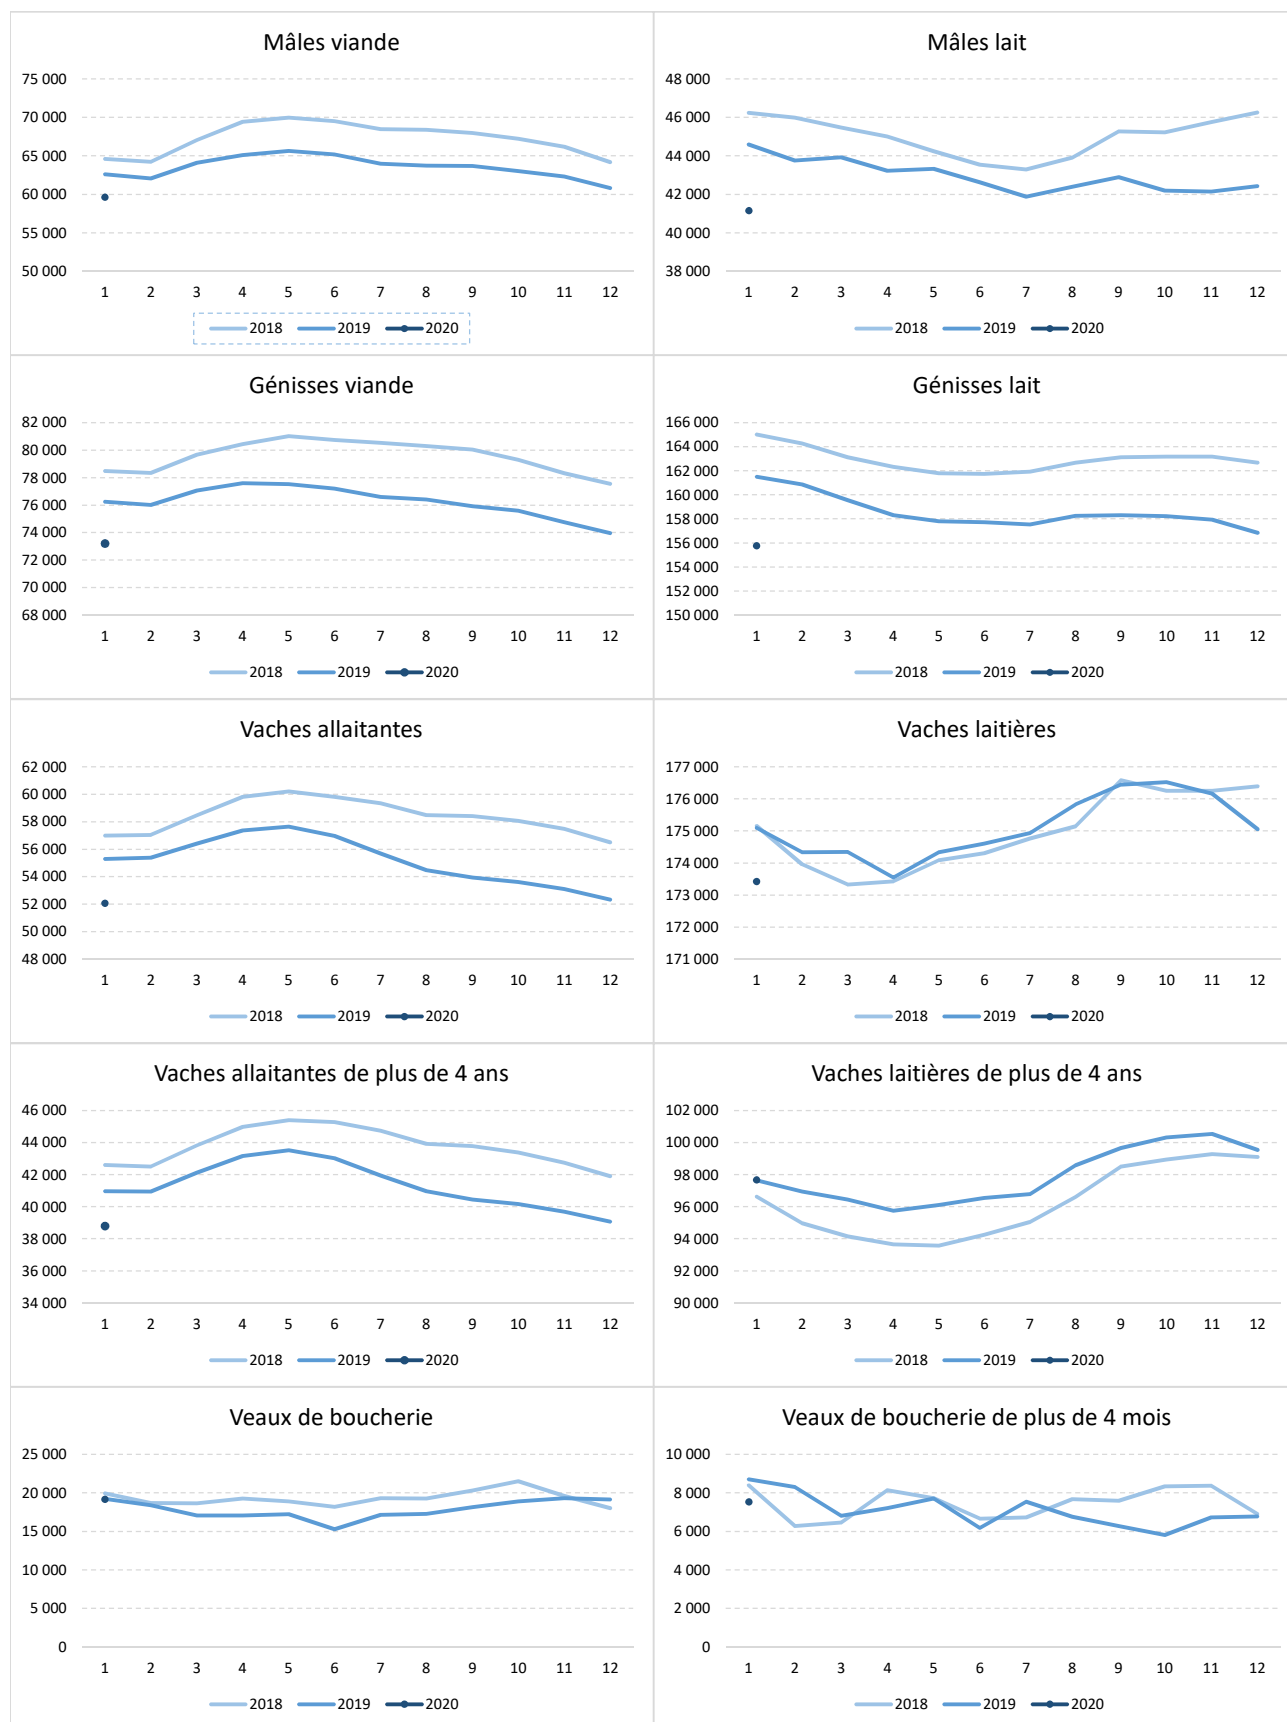 Mâles viande
75 000
70 000
65 000
60 000
55 000
50 000
1 2 3 4 5 6 7 8 9 10 11 12
2018 2019 2020
Mâles lait
48 000
46 000
44 000
42 000
40 000
38 000
1 2 3 4 5 6 7 8 9 10 11 12
2018 2019 2020
Génisses viande
82 000
80 000
78 000
76 000
74 000
72 000
70 000
68 000
1 2 3 4 5 6 7 8 9 10 11 12
2018 2019 2020
Génisses lait
166 000
164 000
162 000
160 000
158 000
156 000
154 000
152 000
150 000
1 2 3 4 5 6 7 8 9 10 11 12
2018 2019 2020
Vaches allaitantes
62 000
60 000
58 000
56 000
54 000
52 000
50 000
48 000
1 2 3 4 5 6 7 8 9 10 11 12
2018 2019 2020
Vaches laitières
177 000
176 000
175 000
174 000
173 000
172 000
171 000
1 2 3 4 5 6 7 8 9 10 11 12
2018 2019 2020
Vaches allaitantes de plus de 4 ans
46 000
44 000
42 000
40 000
38 000
36 000
34 000
1 2 3 4 5 6 7 8 9 10 11 12
2018 2019 2020
Vaches laitières de plus de 4 ans
102 000
100 000
98 000
96 000
94 000
92 000
90 000
1 2 3 4 5 6 7 8 9 10 11 12
2018 2019 2020
Veaux de boucherie
25 000
20 000
15 000
10 000
5 000
0
1 2 3 4 5 6 7 8 9 10 11 12
2018 2019 2020
Veaux de boucherie de plus de 4 mois
10 000
8 000
6 000
4 000
2 000
0
1 2 3 4 5 6 7 8 9 10 11 12
2018 2019 2020